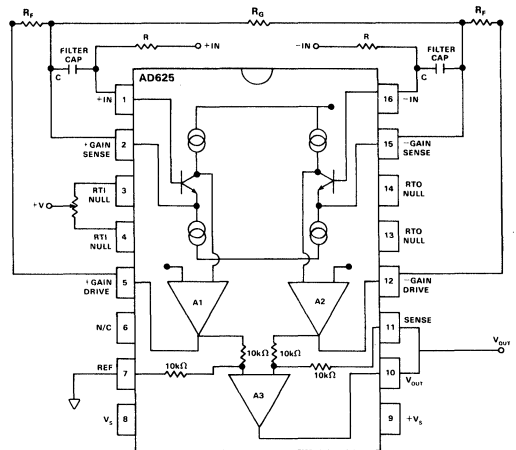 RF
RG
RF
R
+IN
-IN
R
FILTER
CAP
C
FILTER
CAP
C
AD625
+IN
1
16
-IN
+GAIN
SENSE
2
15
-GAIN
SENSE
RTI
NULL
3
14
RTO
NULL
+V
RTI
NULL
4
13
RTO
NULL
+GAIN
DRIVE
5
12
-GAIN
DRIVE
A1
A2
N/C
6
11
SENSE
VOUT
10kΩ
10kΩ
REF
7
10kΩ
10kΩ
10
VOUT
A3
VS
8
9
+VS